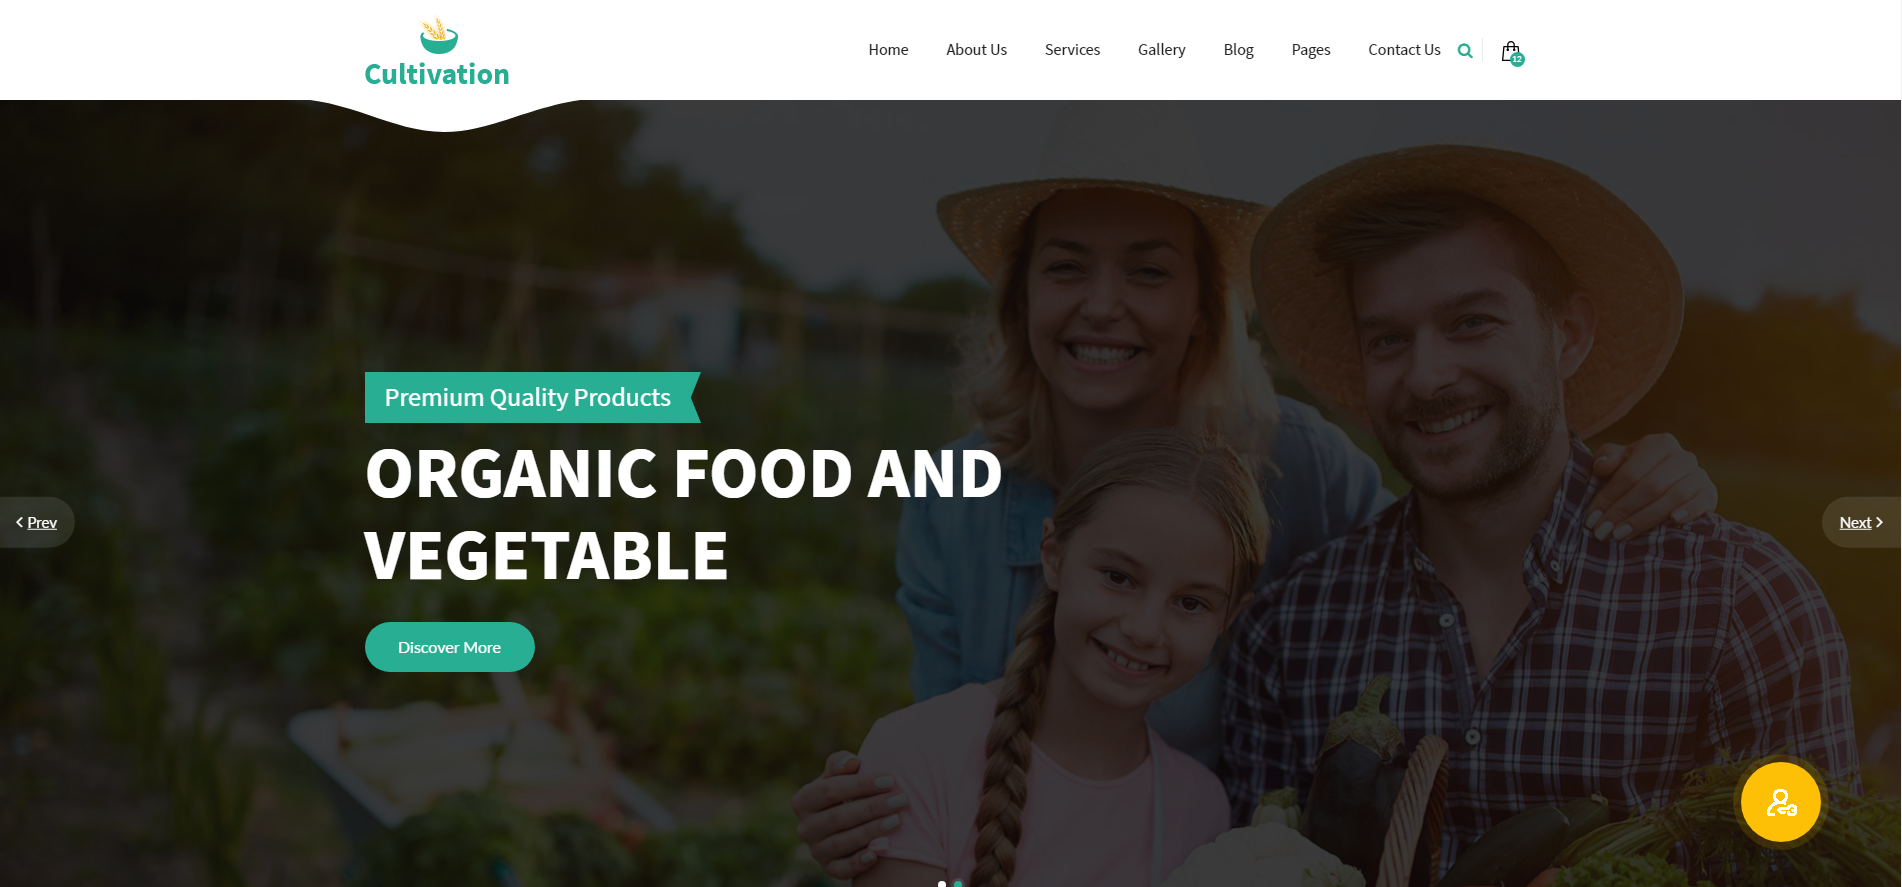 Cultivation
Home About Us Services Gallery Blog Pages Contact Us 12
Premium Quality Products
ORGANIC FOOD AND
VEGETABLE
Prev
Next
Discover More